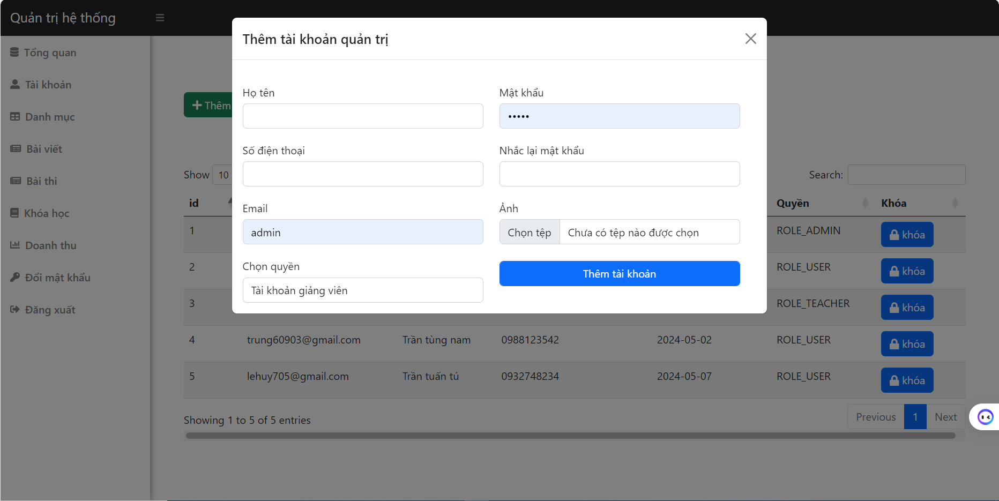 Quản trị hệ thống
Tổng quan
Tài khoản
Danh mục
Bài viết
Bài thi
Khóa học
Doanh thu
Đổi mật khẩu
Đăng xuất
Thêm tài khoản quản trị
Họ tên
Mật khẩu
•••••
Số điện thoại
Nhắc lại mật khẩu
Email
admin
Ảnh
Chọn tệp Chưa có tệp nào được chọn
Chọn quyền
Tài khoản giảng viên
Thêm tài khoản
Thêm
Show 10
Search:
id Quyền Khóa
1 ROLE_ADMIN khóa
2 ROLE_USER khóa
3 ROLE_TEACHER khóa
4 trung60903@gmail.com Trần tùng nam 0988123542 2024-05-02 ROLE_USER khóa
5 lehuy705@gmail.com Trần tuấn tú 0932748234 2024-05-07 ROLE_USER khóa
Showing 1 to 5 of 5 entries
Previous 1 Next